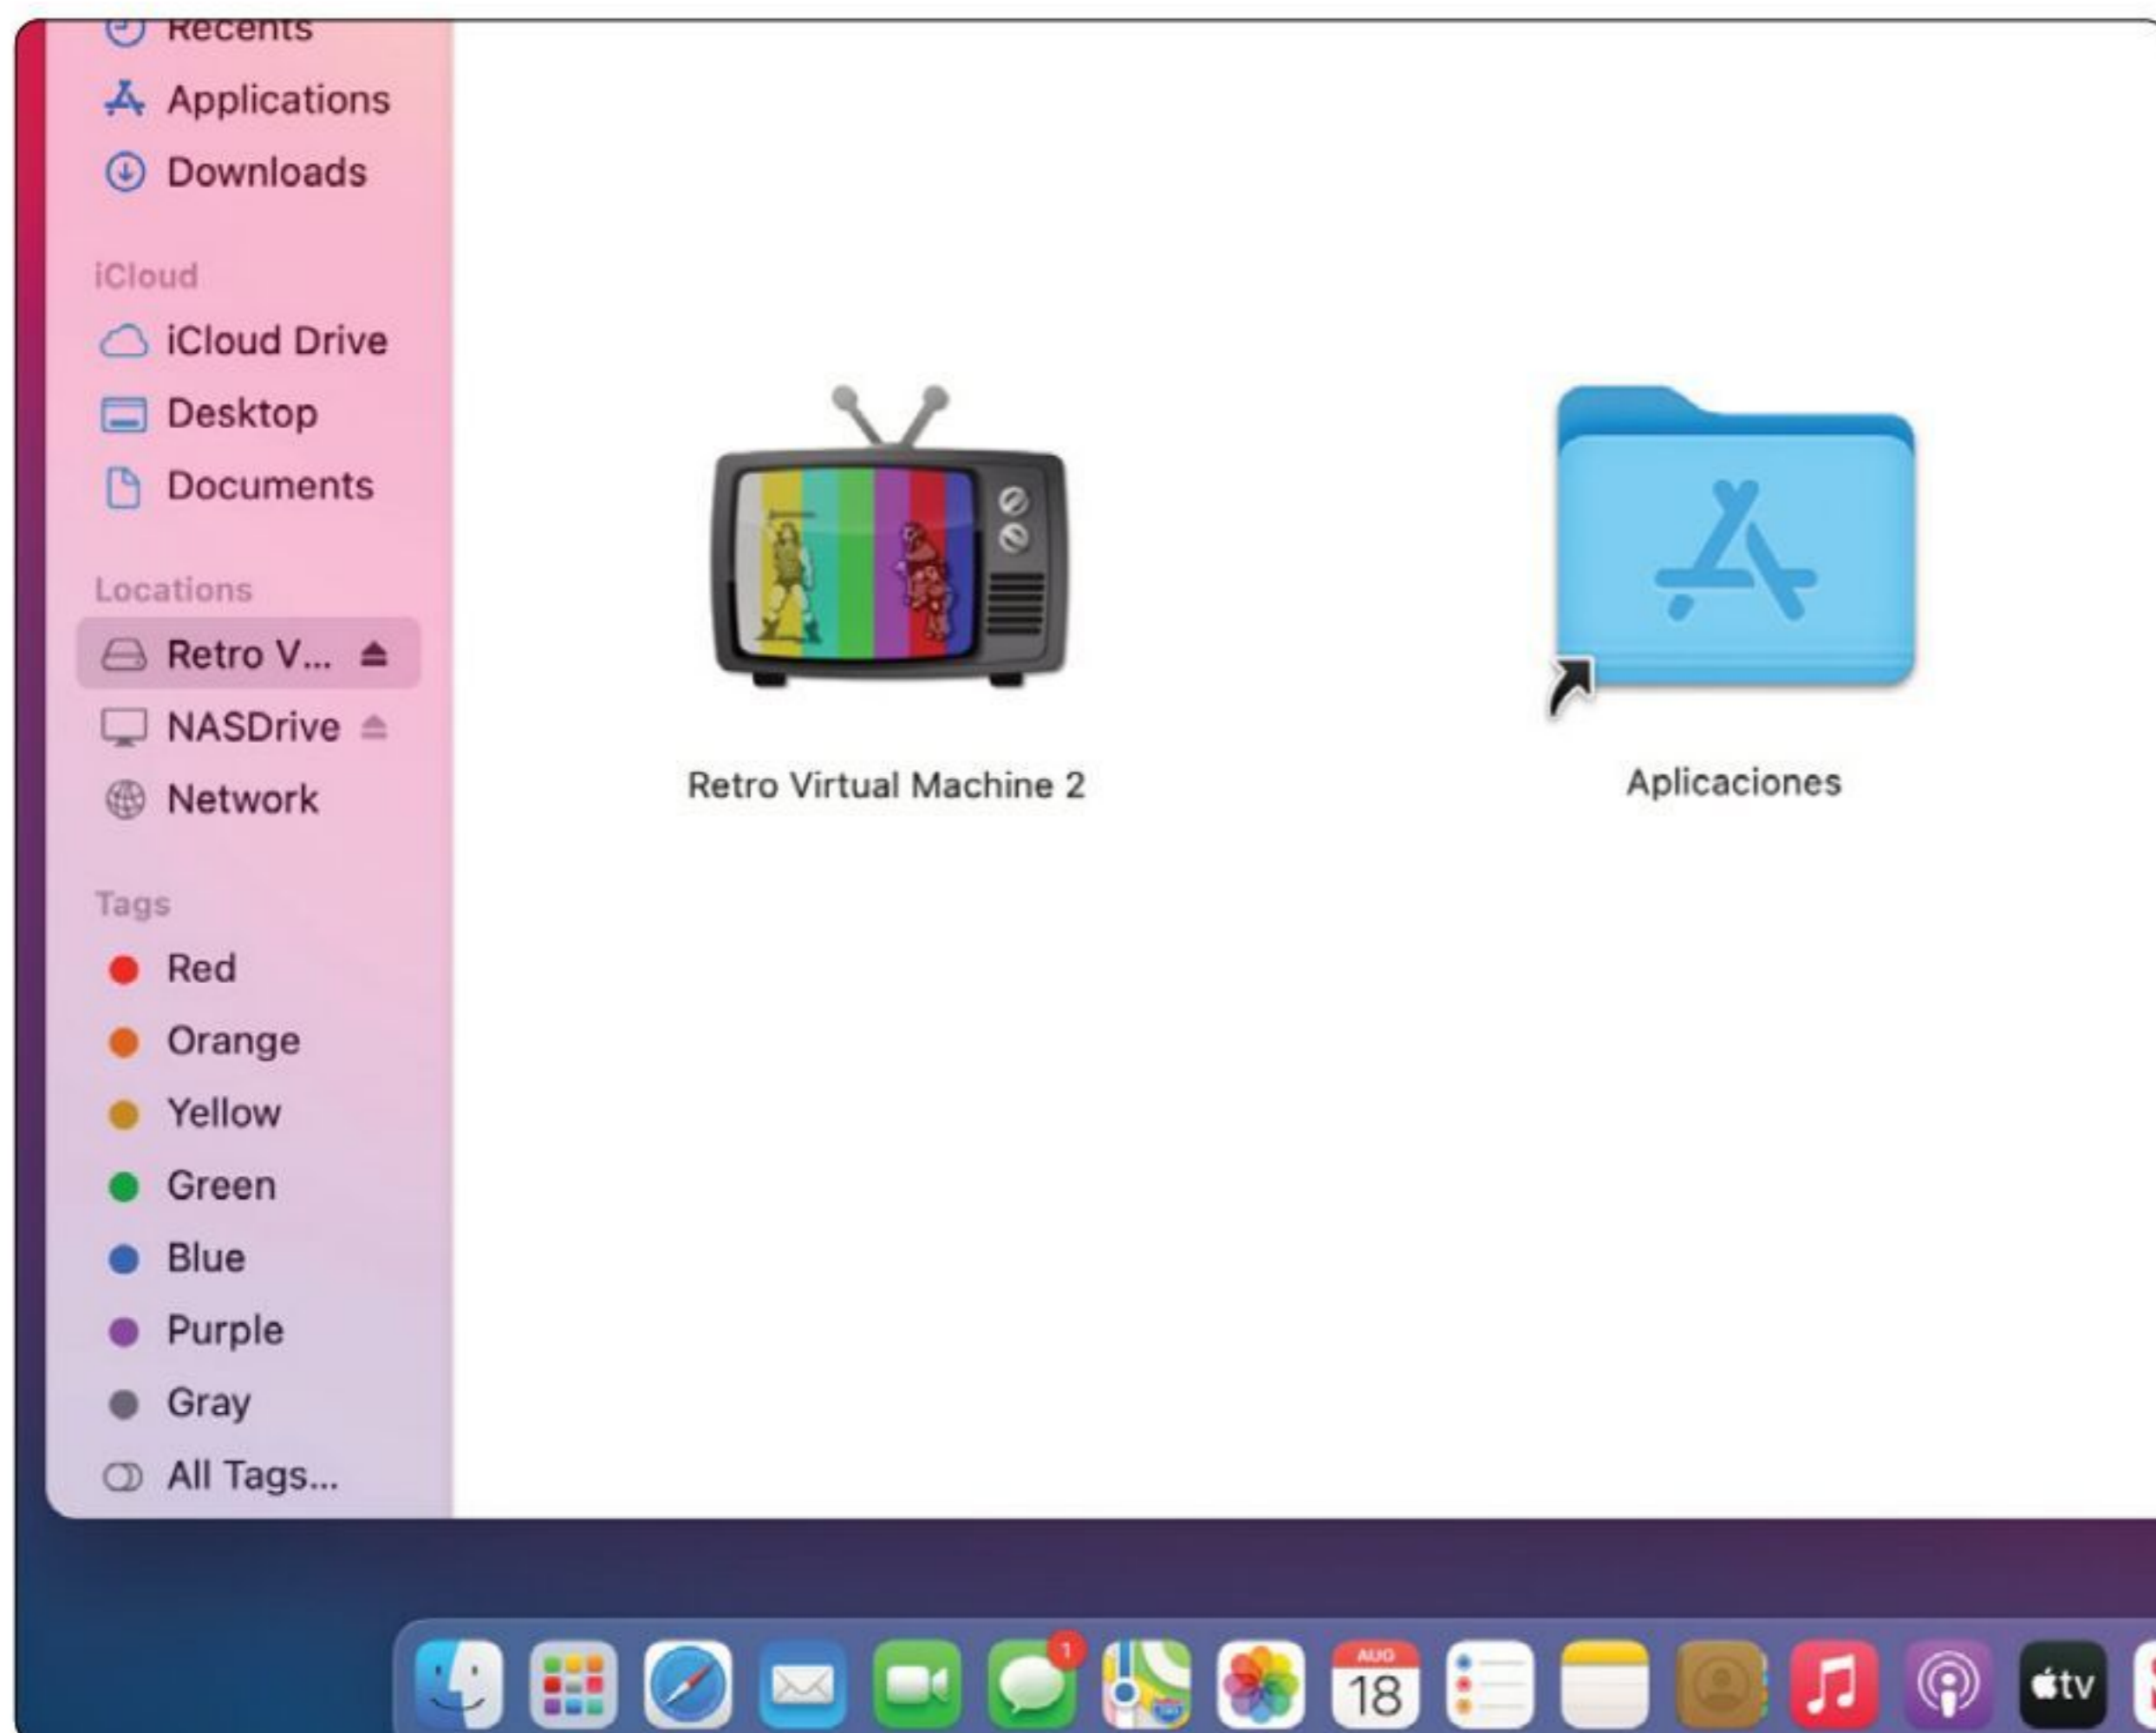 Recents
Applications
Downloads
iCloud
iCloud Drive
Desktop
Documents
Locations
Retro V...
NASDrive
Network
Tags
Red
Orange
Yellow
Green
Blue
Purple
Gray
All Tags...
Retro Virtual Machine 2
Aplicaciones
1
AUG
18
tv